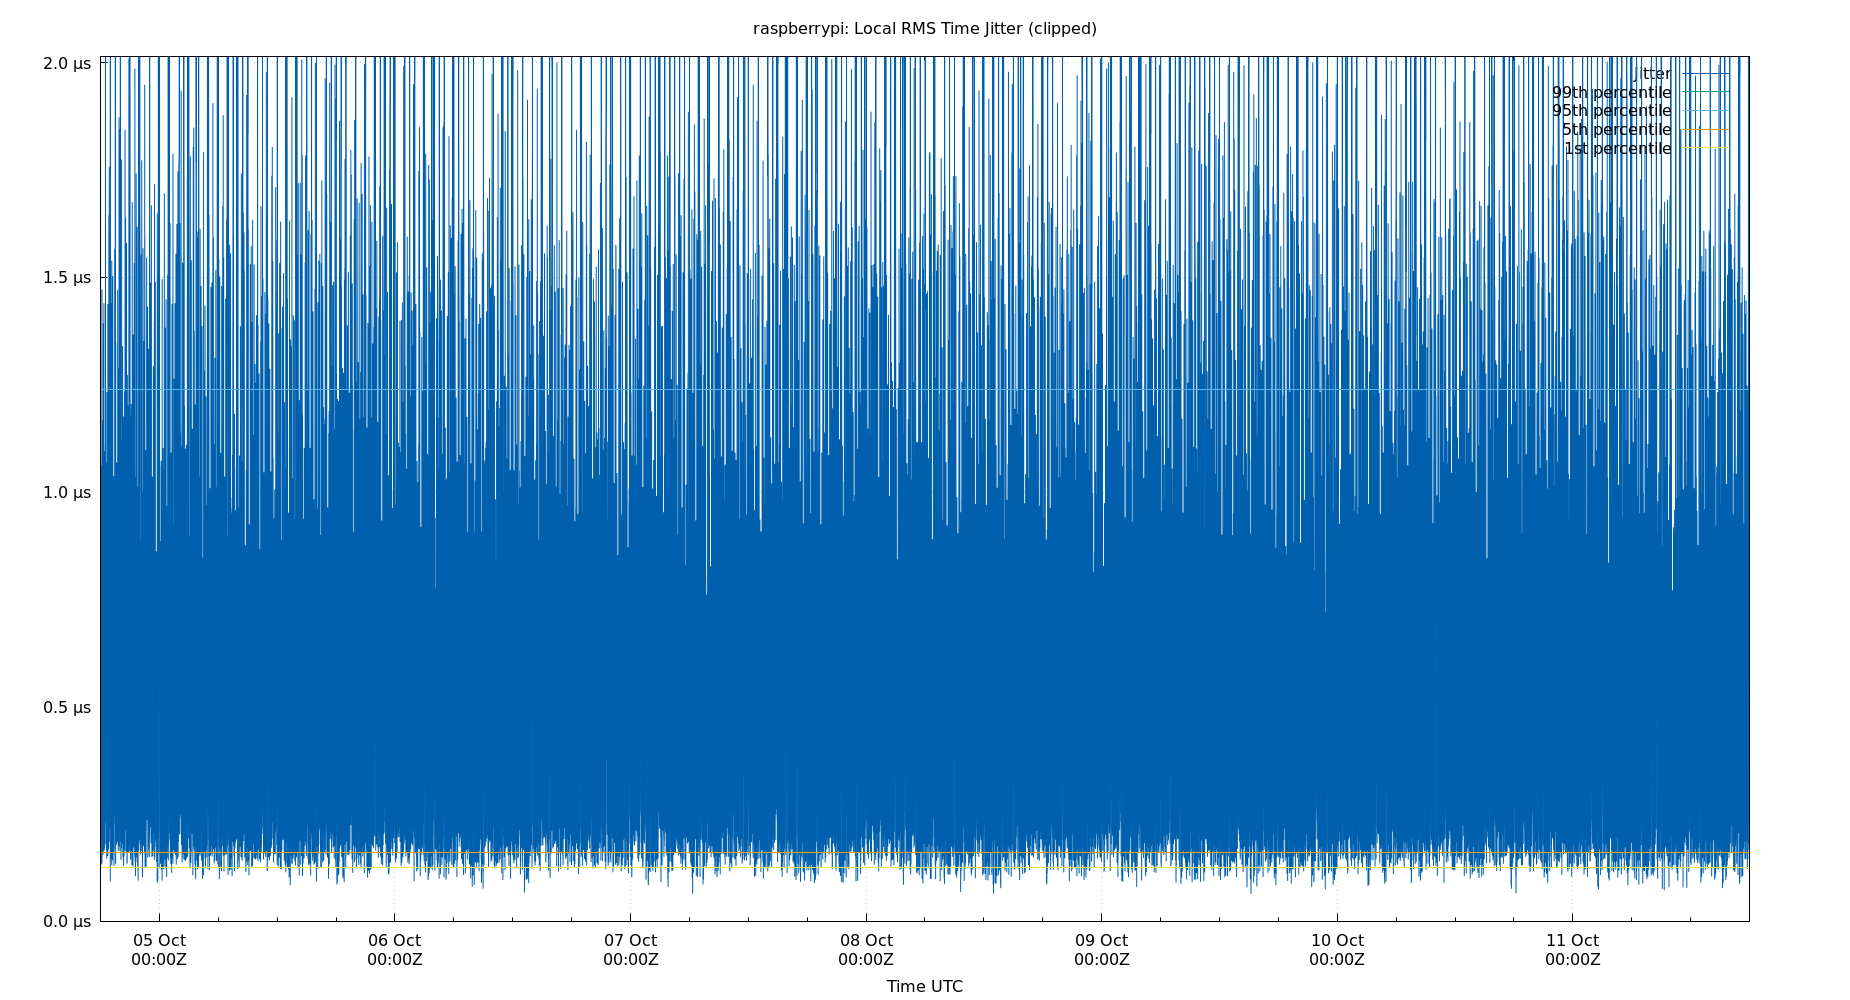 raspberrypi: Local RMS Time Jitter (clipped)
2.0 μs
1.5 μs
1.0 μs
0.5 μs
0.0 μs
jitter
99th percentile
95th percentile
5th percentile
1st percentile
05 Oct 06 Oct 07 Oct 08 Oct 09 Oct 10 Oct 11 Oct
00:00Z 00:00Z 00:00Z 00:00Z 00:00Z 00:00Z 00:00Z
Time UTC